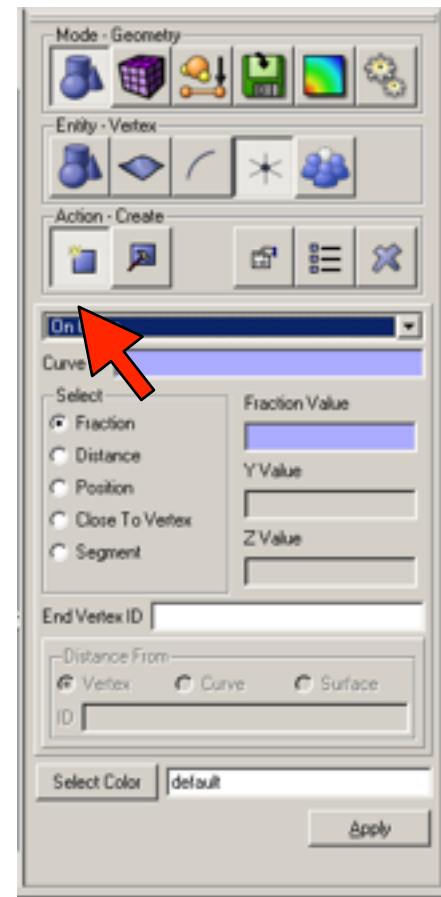 Mode - Geometry
Entity - Vertex
Action - Create
On
Curve
Select
Fraction Value
Fraction
Distance
Y Value
Position
Close To Vertex
Z Value
Segment
End Vertex ID
Distance From
Vertex Curve Surface
ID
Select Color default
Apply